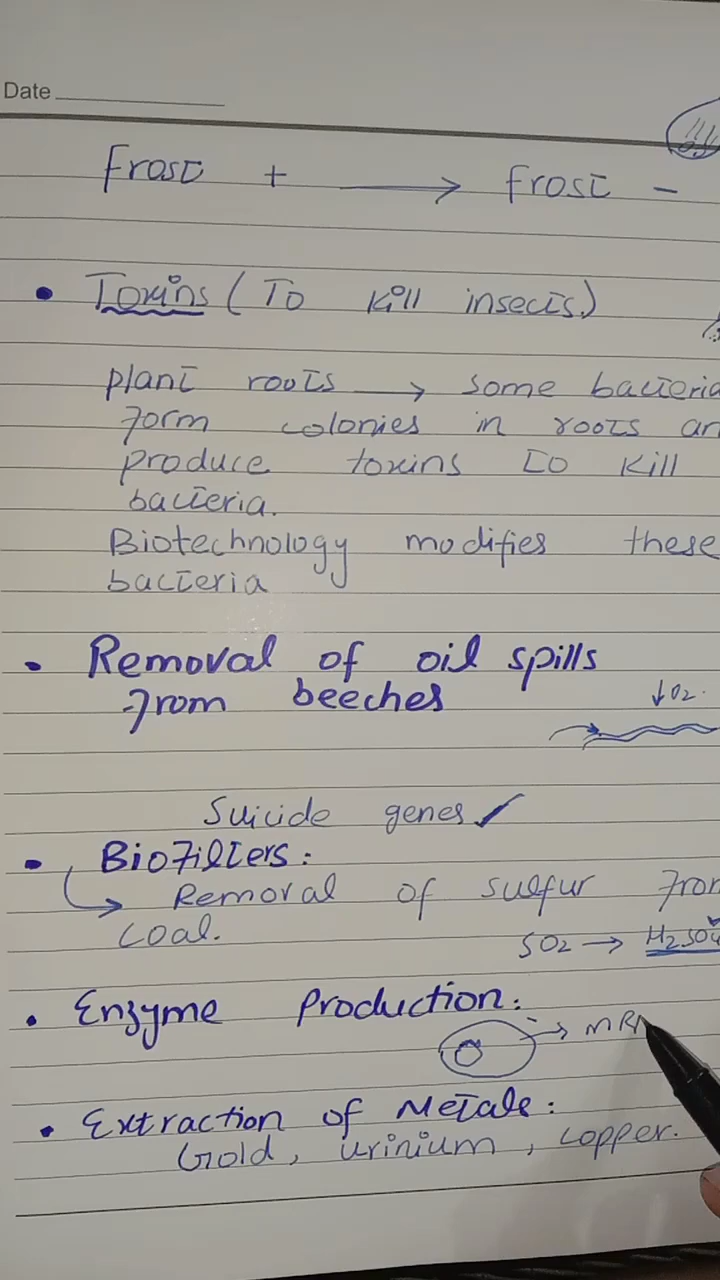 Date
Frost + → frost -
• Toxins (To kill insects)
plant roots → some bacteria
form colonies in roots an
produce toxins to kill
bacteria.
Biotechnology modifies these
bacteria
• Removal of oil spills
from beeches
↓O2.
Suicide genes ✓
• BioFilters:
→ Removal of sulfur from
coal.
SO2 → H2SO4
• Enzyme Production:
→ mRN
• Extraction of Metals:
Gold, urinium, copper.